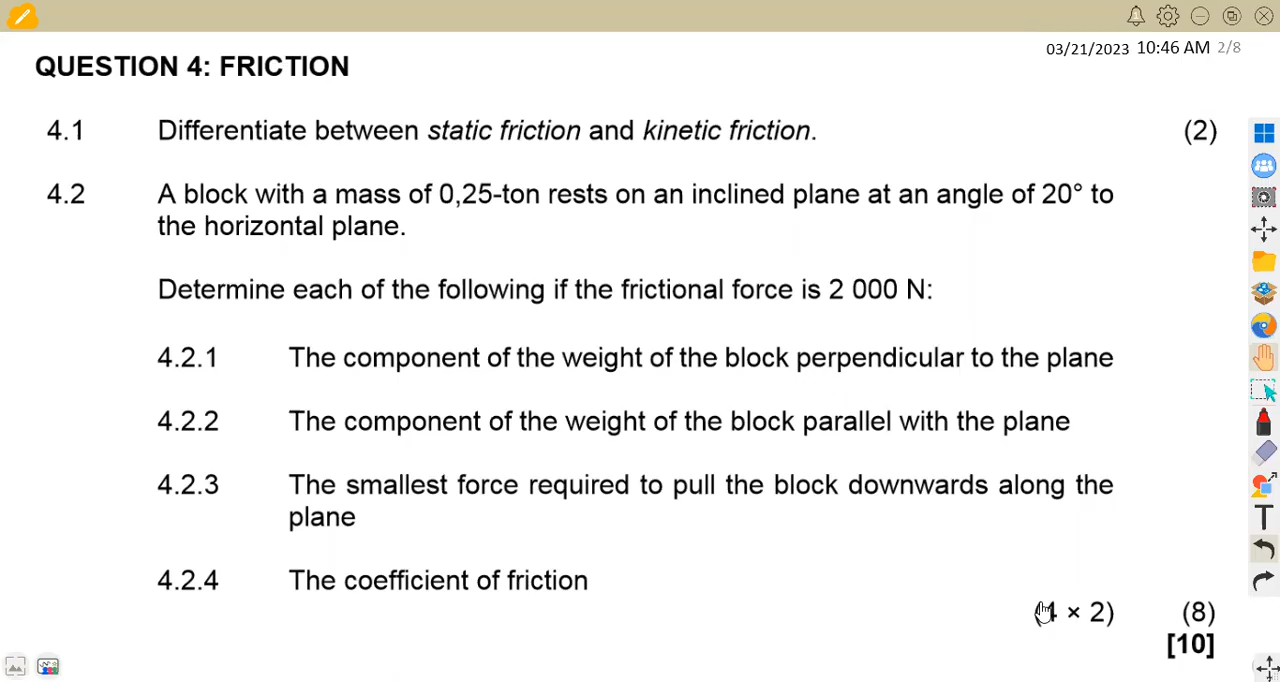 03/21/2023 10:46 AM 2/8
QUESTION 4: FRICTION
4.1 Differentiate between static friction and kinetic friction. (2)
4.2 A block with a mass of 0,25-ton rests on an inclined plane at an angle of 20° to
the horizontal plane.
Determine each of the following if the frictional force is 2 000 N:
4.2.1 The component of the weight of the block perpendicular to the plane
4.2.2 The component of the weight of the block parallel with the plane
4.2.3 The smallest force required to pull the block downwards along the
plane
4.2.4 The coefficient of friction
(4 × 2) (8)
[10]
T